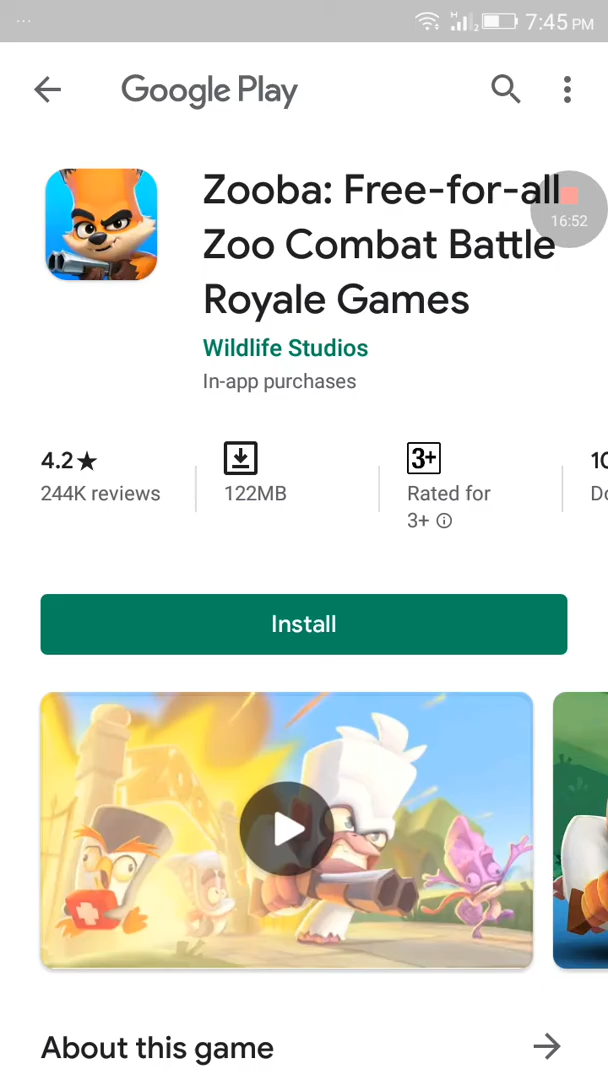 7:45 PM
Google Play
Zooba: Free-for-all
Zoo Combat Battle
Royale Games
16:52
Wildlife Studios
In-app purchases
4.2★
244K reviews
122MB
3+
Rated for
3+
Install
About this game